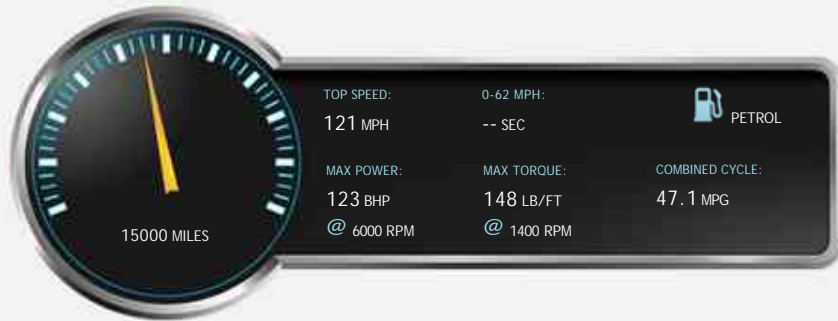 TOP SPEED:
121 MPH
0-62 MPH:
-- SEC
PETROL
MAX POWER:
123 BHP
@ 6000 RPM
MAX TORQUE:
148 LB/FT
@ 1400 RPM
COMBINED CYCLE:
47.1 MPG
15000 MILES